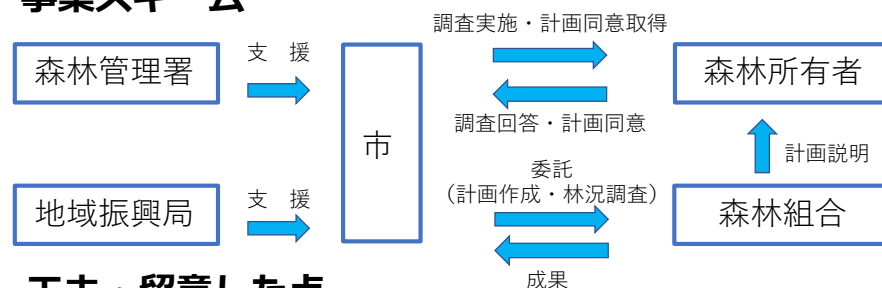 事業スキーム
調査実施・計画同意取得
森林管理署
支 援
森林所有者
調査回答・計画同意
市
計画説明
委託
（計画作成・林況調査）
地域振興局
支 援
森林組合
成果
工夫・留意した点